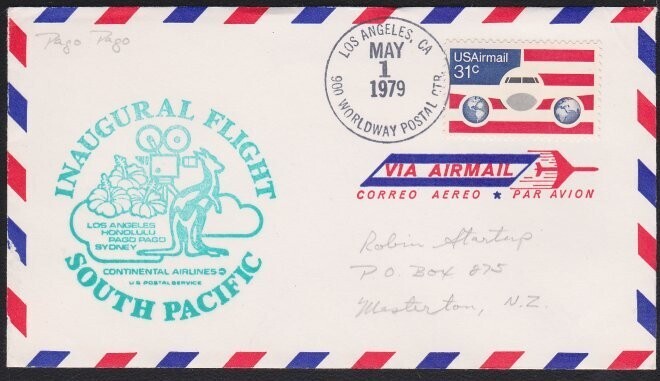 Pago Pago
LOS ANGELES, CA
MAY
1
1979
900 WORLDWAY POSTAL CTR.
USAirmail
31c
INAUGURAL FLIGHT
LOS ANGELES
HONOLULU
PAGO PAGO
SYDNEY
CONTINENTAL AIRLINES
U.S. POSTAL SERVICE
SOUTH PACIFIC
VIA AIRMAIL
CORREO AEREO ★ PAR AVION
Robin Startup
P.O. Box 875
Masterton, N.Z.